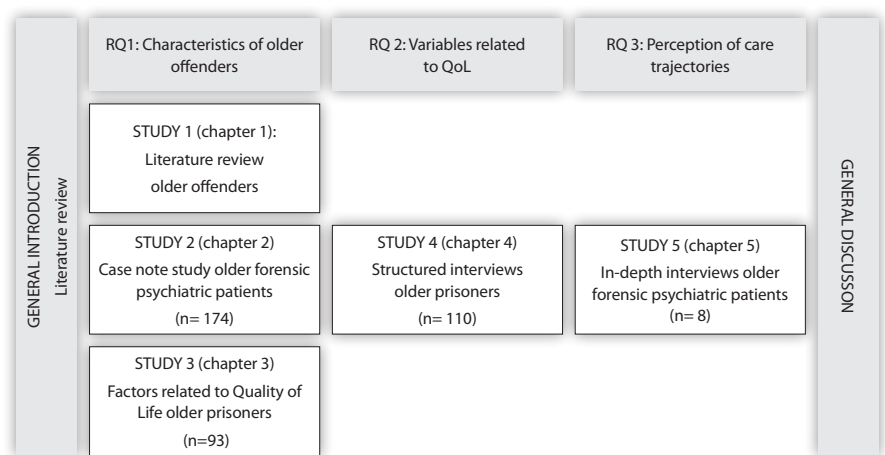 GENERAL INTRODUCTION
Literature review
RQ1: Characteristics of older
offenders
STUDY 1 (chapter 1):
Literature review
older offenders
STUDY 2 (chapter 2)
Case note study older forensic
psychiatric patients
(n= 174)
STUDY 3 (chapter 3)
Factors related to Quality of
Life older prisoners
(n=93)
RQ 2: Variables related
to QoL
STUDY 4 (chapter 4)
Structured interviews
older prisoners
(n= 110)
RQ 3: Perception of care
trajectories
STUDY 5 (chapter 5)
In-depth interviews older
forensic psychiatric patients
(n= 8)
GENERAL DISCUSSON